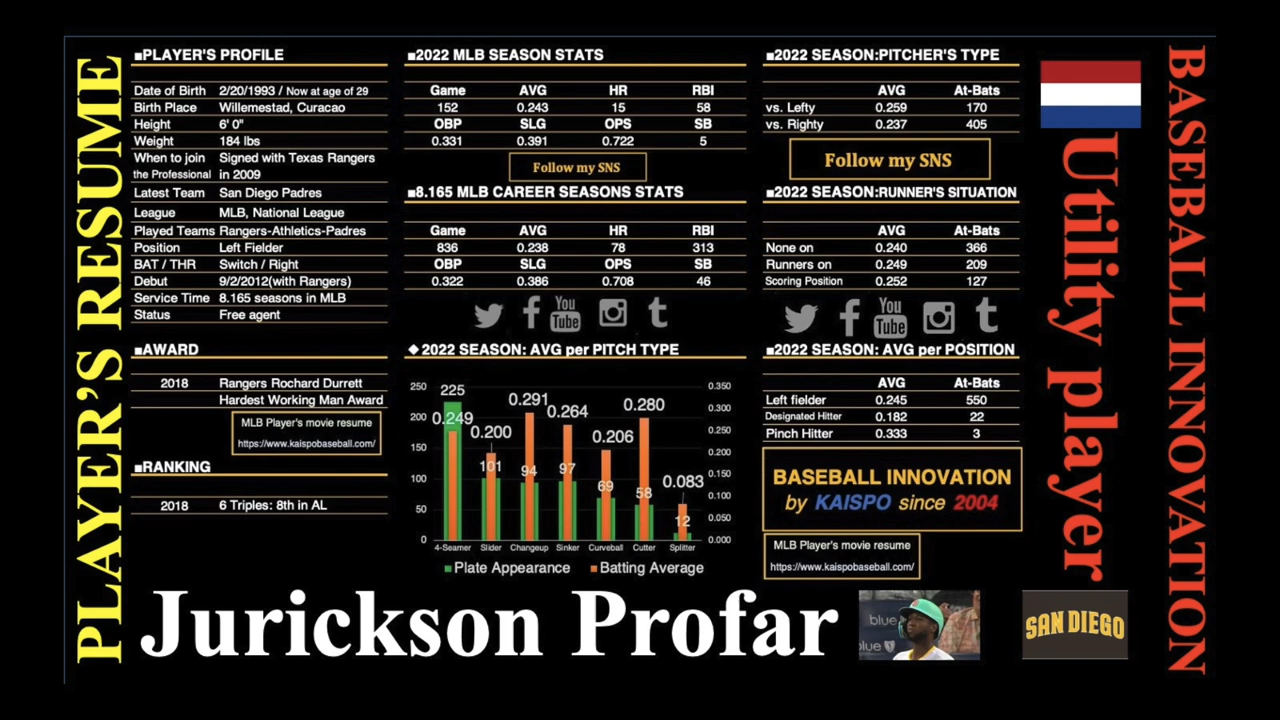 PLAYER'S RESUME
■PLAYER'S PROFILE
Date of Birth 2/20/1993 / Now at age of 29
Birth Place Willemestad, Curacao
Height 6' 0"
Weight 184 lbs
When to join Signed with Texas Rangers
the Professional in 2009
Latest Team San Diego Padres
League MLB, National League
Played Teams Rangers-Athletics-Padres
Position Left Fielder
BAT / THR Switch / Right
Debut 9/2/2012(with Rangers)
Service Time 8.165 seasons in MLB
Status Free agent
■AWARD
2018 Rangers Rochard Durrett
Hardest Working Man Award
MLB Player's movie resume
https://www.kaispobaseball.com/
■RANKING
2018 6 Triples: 8th in AL
■2022 MLB SEASON STATS
Game AVG HR RBI
152 0.243 15 58
OBP SLG OPS SB
0.331 0.391 0.722 5
Follow my SNS
■8.165 MLB CAREER SEASONS STATS
Game AVG HR RBI
836 0.238 78 313
OBP SLG OPS SB
0.322 0.386 0.708 46
You
Tube
◆2022 SEASON: AVG per PITCH TYPE
250 225 0.350
0.291 0.280 0.300
200 0.249 0.264 0.250
0.200 0.206
150 0.200
101 94 97 0.150
100 0.083
69 58 0.100
50 12 0.050
0 0.000
4-Seamer Slider Changeup Sinker Curveball Cutter Splitter
Plate Appearance Batting Average
■2022 SEASON:PITCHER'S TYPE
AVG At-Bats
vs. Lefty 0.259 170
vs. Righty 0.237 405
Follow my SNS
■2022 SEASON:RUNNER'S SITUATION
AVG At-Bats
None on 0.240 366
Runners on 0.249 209
Scoring Position 0.252 127
You
Tube
■2022 SEASON: AVG per POSITION
AVG At-Bats
Left fielder 0.245 550
Designated Hitter 0.182 22
Pinch Hitter 0.333 3
BASEBALL INNOVATION
by KAISPO since 2004
MLB Player's movie resume
https://www.kaispobaseball.com/
Utility player
BASEBALL INNOVATION
Jurickson Profar
blue
blue
SAN DIEGO